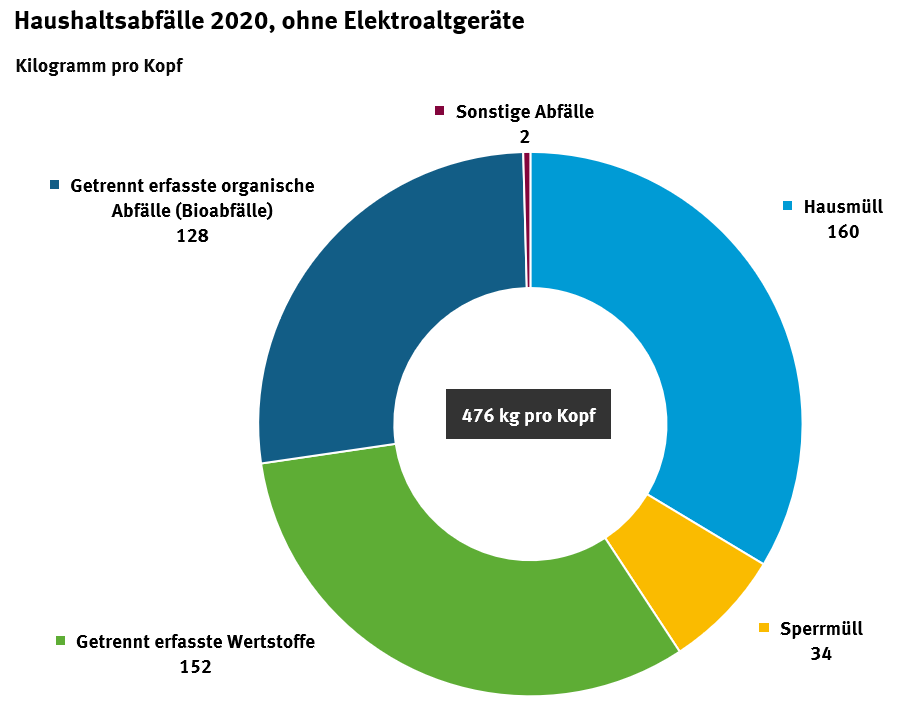 Haushaltsabfälle 2020, ohne Elektroaltgeräte
Kilogramm pro Kopf
Sonstige Abfälle
2
Getrennt erfasste organische
Abfälle (Bioabfälle)
128
Hausmüll
160
476 kg pro Kopf
Sperrmüll
34
Getrennt erfasste Wertstoffe
152